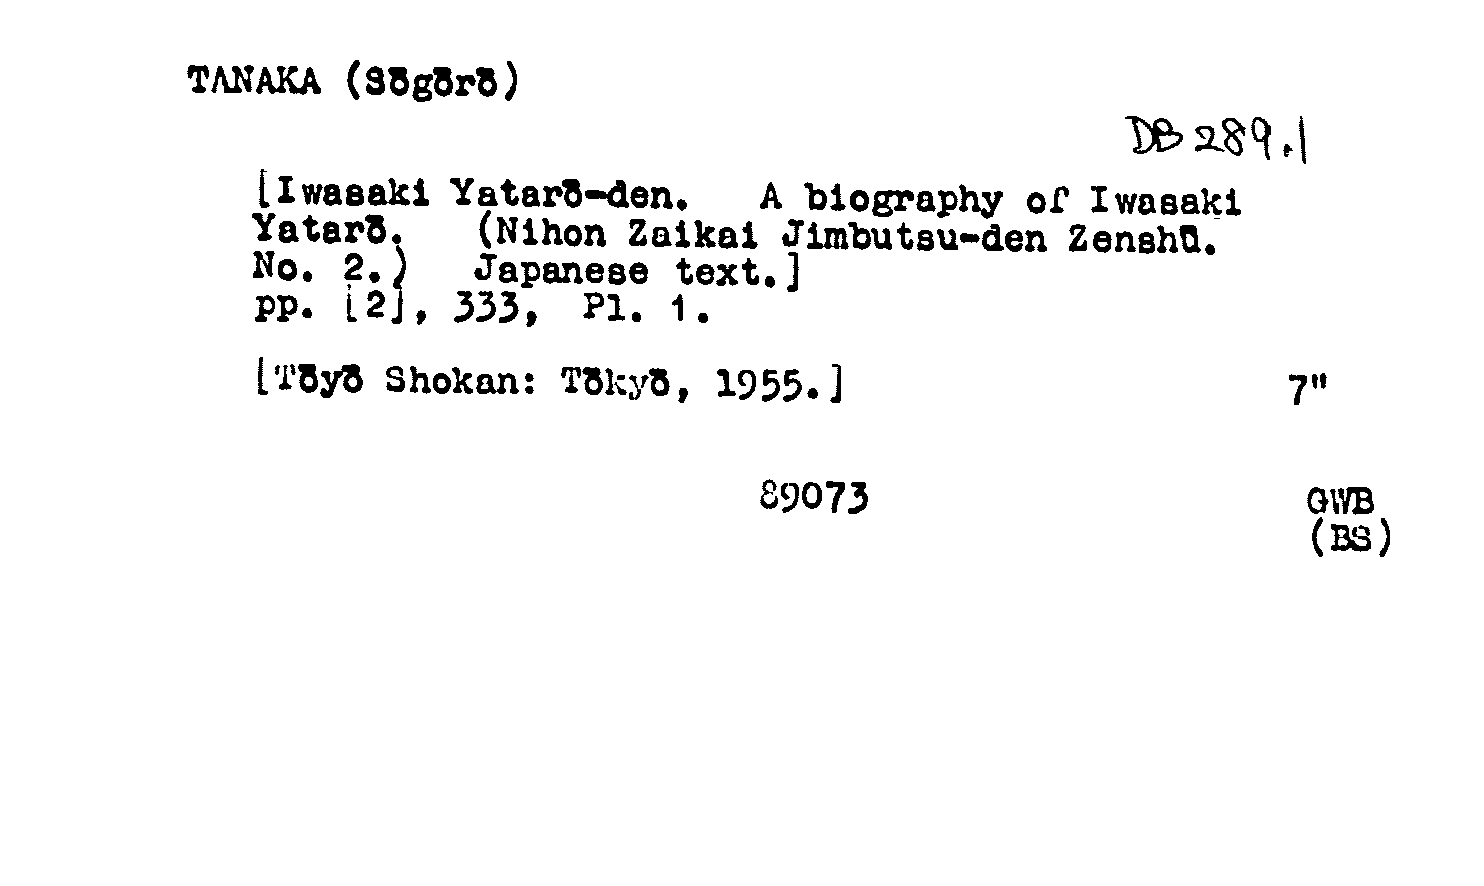 TANAKA (Sōgōrō)
DB 289.1
[Iwasaki Yatarō-den.   A biography of Iwasaki
Yatarō.   (Nihon Zaikai Jimbutsu-den Zenshū.
No. 2.)   Japanese text.]
pp. [2], 333,  Pl. 1.
[Tōyō Shokan: Tōkyō, 1955.]   7"
89073   GWB
(BS)